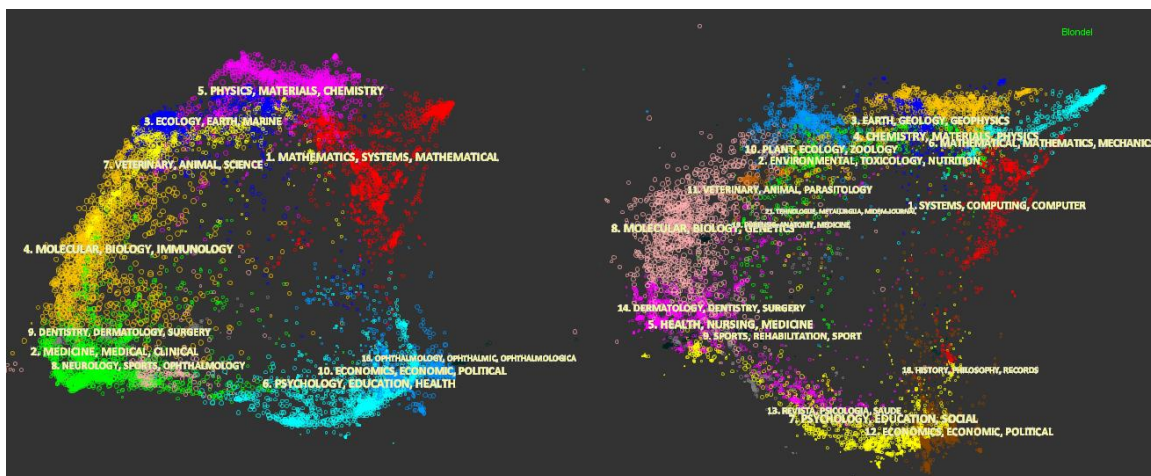 5. PHYSICS, MATERIALS, CHEMISTRY
3. ECOLOGY, EARTH, MARINE
1. MATHEMATICS, SYSTEMS, MATHEMATICAL
7. VETERINARY, ANIMAL, SCIENCE
4. MOLECULAR, BIOLOGY, IMMUNOLOGY
9. DENTISTRY, DERMATOLOGY, SURGERY
2. MEDICINE, MEDICAL, CLINICAL
8. NEUROLOGY, SPORTS, OPHTHALMOLOGY
16. OPHTHALMOLOGY, OPHTHALMIC, OPHTHALMOLOGICA
10. ECONOMICS, ECONOMIC, POLITICAL
6. PSYCHOLOGY, EDUCATION, HEALTH
Blondel
3. EARTH, GEOLOGY, GEOPHYSICS
4. CHEMISTRY, MATERIALS, PHYSICS
6. MATHEMATICAL, MATHEMATICS, MECHANIC
10. PLANT, ECOLOGY, ZOOLOGY
2. ENVIRONMENTAL, TOXICOLOGY, NUTRITION
11. VETERINARY, ANIMAL, PARASITOLOGY
1. SYSTEMS, COMPUTING, COMPUTER
21. METALURGIJA,
8. MOLECULAR, BIOLOGY, GENETICS
ANATOMY, MEDICINE
14. DERMATOLOGY, DENTISTRY, SURGERY
5. HEALTH, NURSING, MEDICINE
9. SPORTS, REHABILITATION, SPORT
18. HISTORY, PHILOSOPHY, RECORDS
13. REVISTA, PSICOLOGIA, SAUDE
7. PSYCHOLOGY, EDUCATION, SOCIAL
12. ECONOMICS, ECONOMIC, POLITICAL